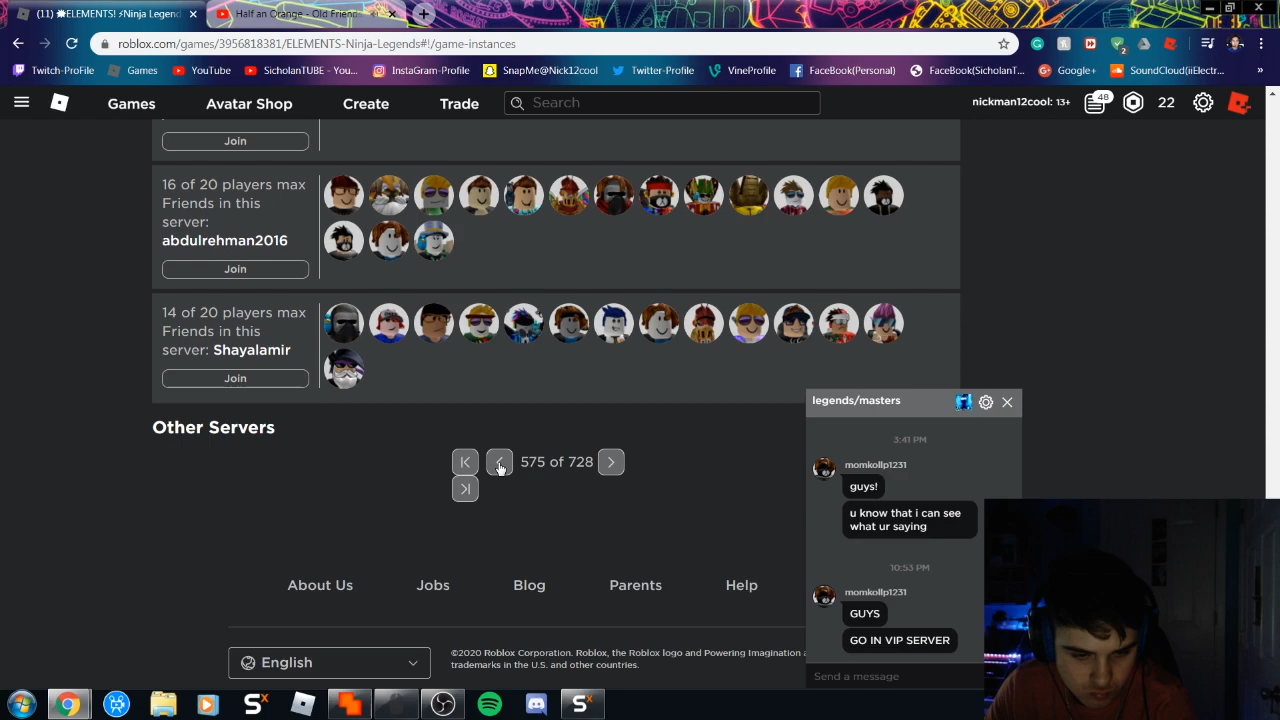 (11) ✸ELEMENTS! ⚡Ninja Legend
Half an Orange - Old Friends
roblox.com/games/3956818381/ELEMENTS-Ninja-Legends#!/game-instances
Twitch-ProFile
Games
YouTube
SicholanTUBE - You...
InstaGram-Profile
SnapMe@Nick12cool
Twitter-Profile
VineProfile
FaceBook(Personal)
FaceBook(SicholanT...
Google+
SoundCloud(iiElectr...
»
Games
Avatar Shop
Create
Trade
Search
nickman12cool: 13+
48
22
Join
16 of 20 players max
Friends in this
server:
abdulrehman2016
Join
14 of 20 players max
Friends in this
server: Shayalamir
Join
Other Servers
575 of 728
legends/masters
3:41 PM
momkollp1231
guys!
u know that i can see
what ur saying
10:53 PM
momkollp1231
GUYS
GO IN VIP SERVER
Send a message
About Us
Jobs
Blog
Parents
Help
English
©2020 Roblox Corporation. Roblox, the Roblox logo and Powering Imagination a
trademarks in the U.S. and other countries.